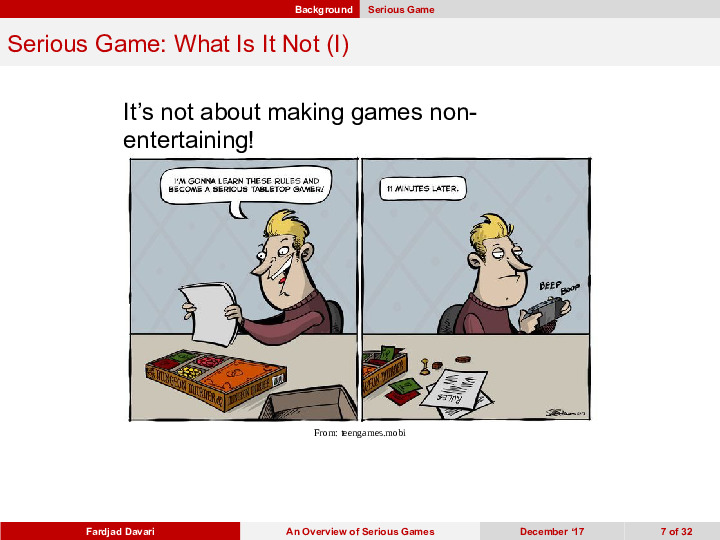 Background Serious Game
Serious Game: What Is It Not (I)
It’s not about making games non-
entertaining!
I'M GONNA LEARN THESE RULES AND
BECOME A SERIOUS TABLETOP GAMER!
11 MINUTES LATER.
BEEP
BOOP
RULES
From: teengames.mobi
Fardjad Davari An Overview of Serious Games December ‘17 7 of 32